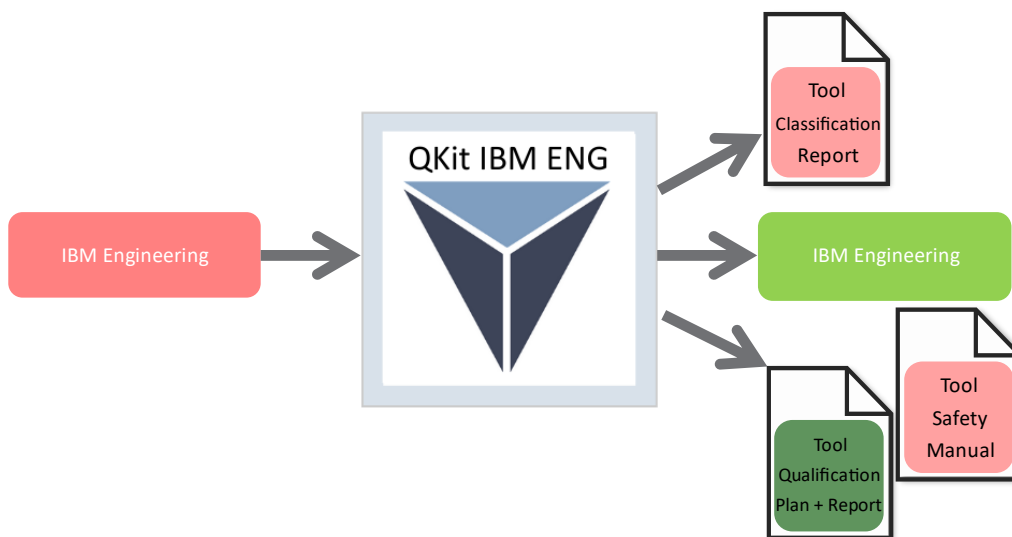 IBM Engineering
QKit IBM ENG
Tool
Classification
Report
IBM Engineering
Tool
Qualification
Plan + Report
Tool
Safety
Manual